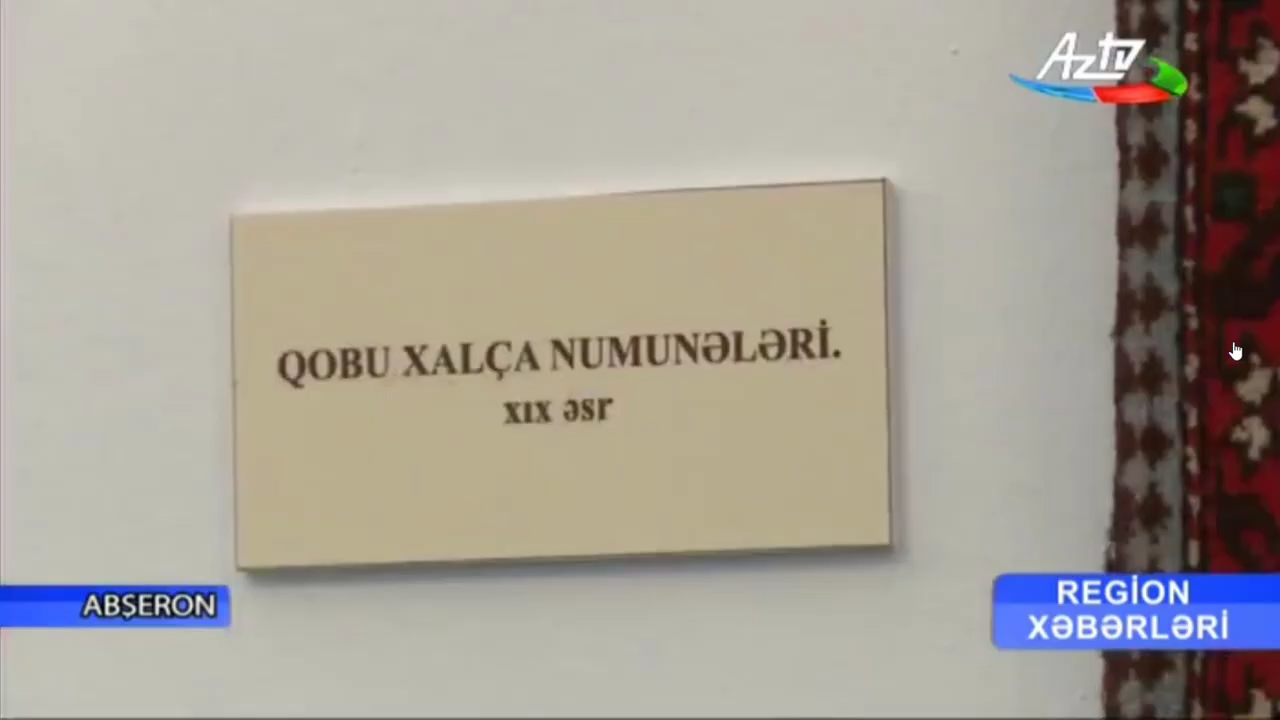 Aztv
QOBU XALÇA NUMUNƏLƏRİ.
XIX əsr
ABŞERON
REGİON
XƏBƏRLƏRİ